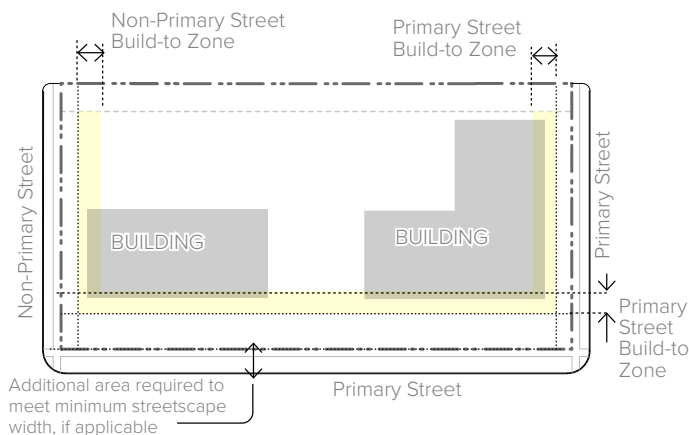 Non-Primary Street
Build-to Zone
Primary Street
Build-to Zone
Non-Primary Street
BUILDING
BUILDING
Primary Street
Primary
Street
Build-to
Zone
Additional area required to
meet minimum streetscape
width, if applicable
Primary Street